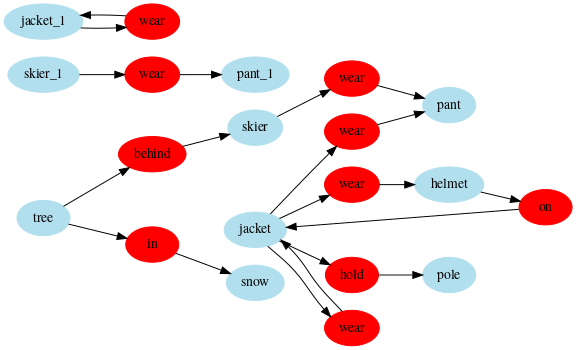 jacket_1 wear
skier_1 wear pant_1
wear
skier
pant
wear
behind
wear helmet
tree
on
jacket
in
hold pole
snow
wear